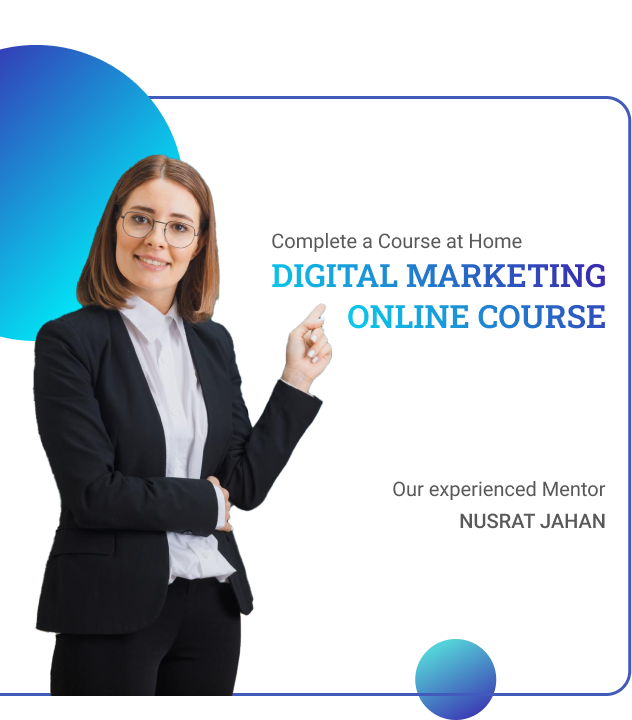 Complete a Course at Home
DIGITAL MARKETING
ONLINE COURSE
Our experienced Mentor
NUSRAT JAHAN